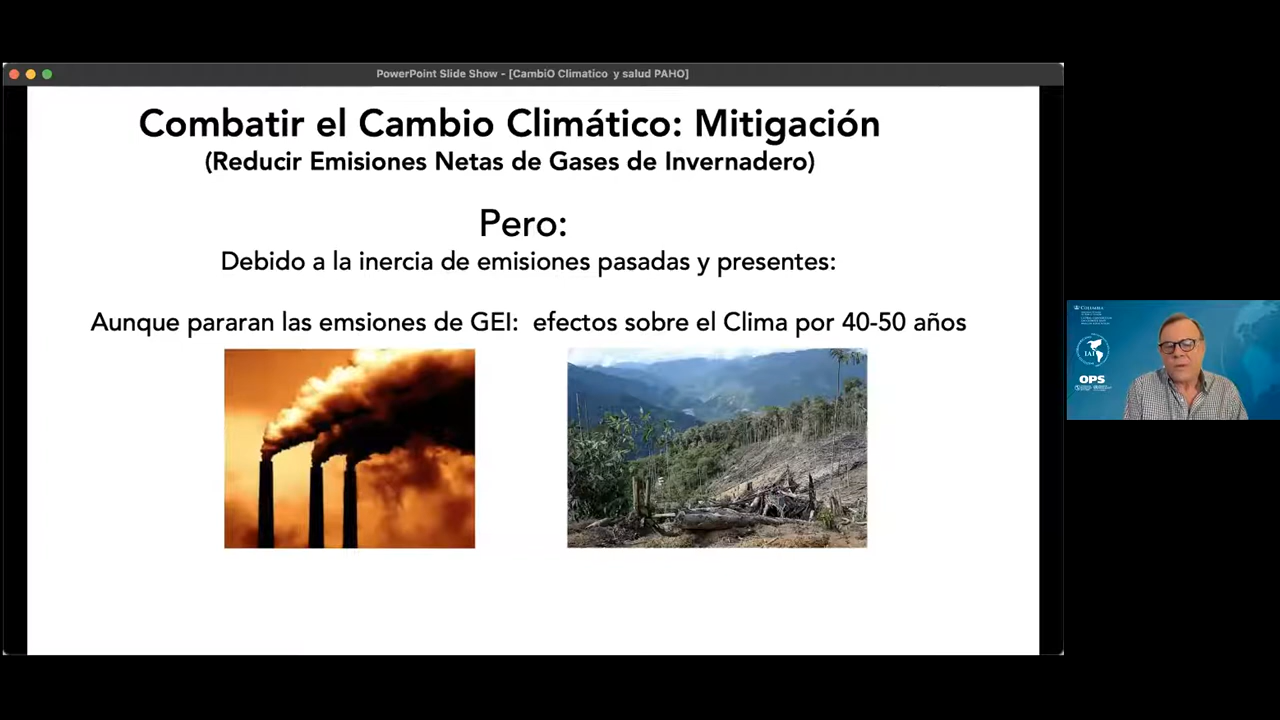 PowerPoint Slide Show - [CambiO Climatico y salud PAHO]
Combatir el Cambio Climático: Mitigación
(Reducir Emisiones Netas de Gases de Invernadero)
Pero:
Debido a la inercia de emisiones pasadas y presentes:
Aunque pararan las emsiones de GEI: efectos sobre el Clima por 40-50 años
COLUMBIA
IAI
OPS